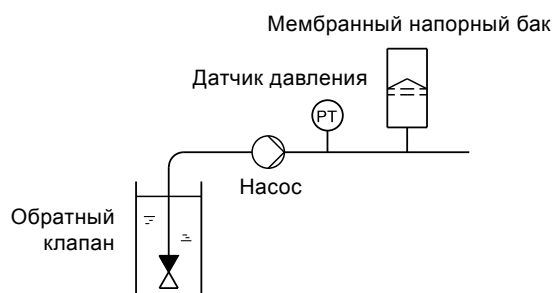 Мембранный напорный бак
Датчик давления
PT
Насос
Обратный
клапан